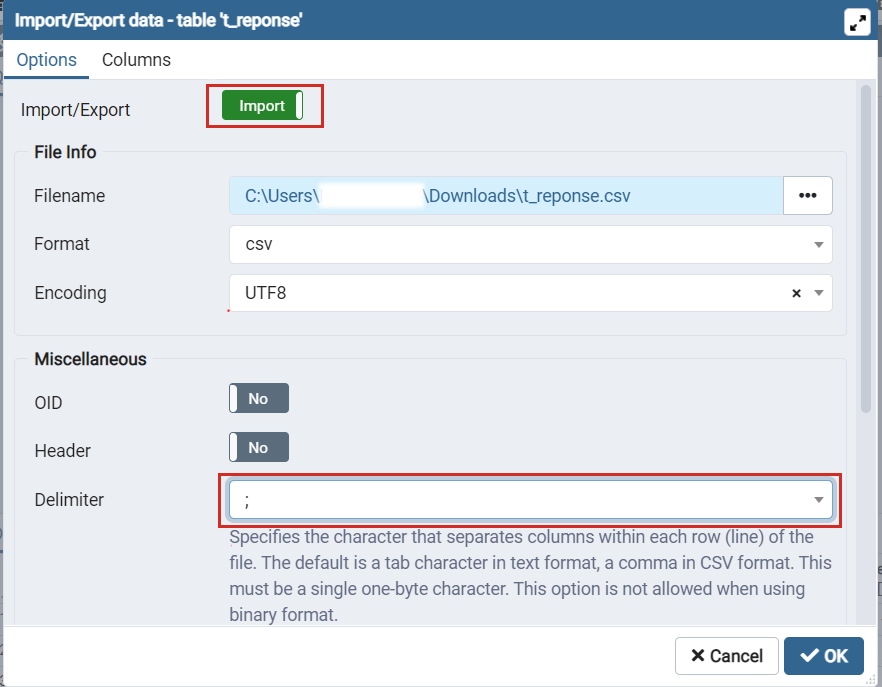 Import/Export data - table 't_reponse'
Options Columns
Import/Export Import
File Info
Filename C:\Users\ \Downloads\t_reponse.csv •••
Format csv
Encoding UTF8 ×
Miscellaneous
OID No
Header No
Delimiter ;
Specifies the character that separates columns within each row (line) of the
file. The default is a tab character in text format, a comma in CSV format. This
must be a single one-byte character. This option is not allowed when using
binary format.
Cancel OK